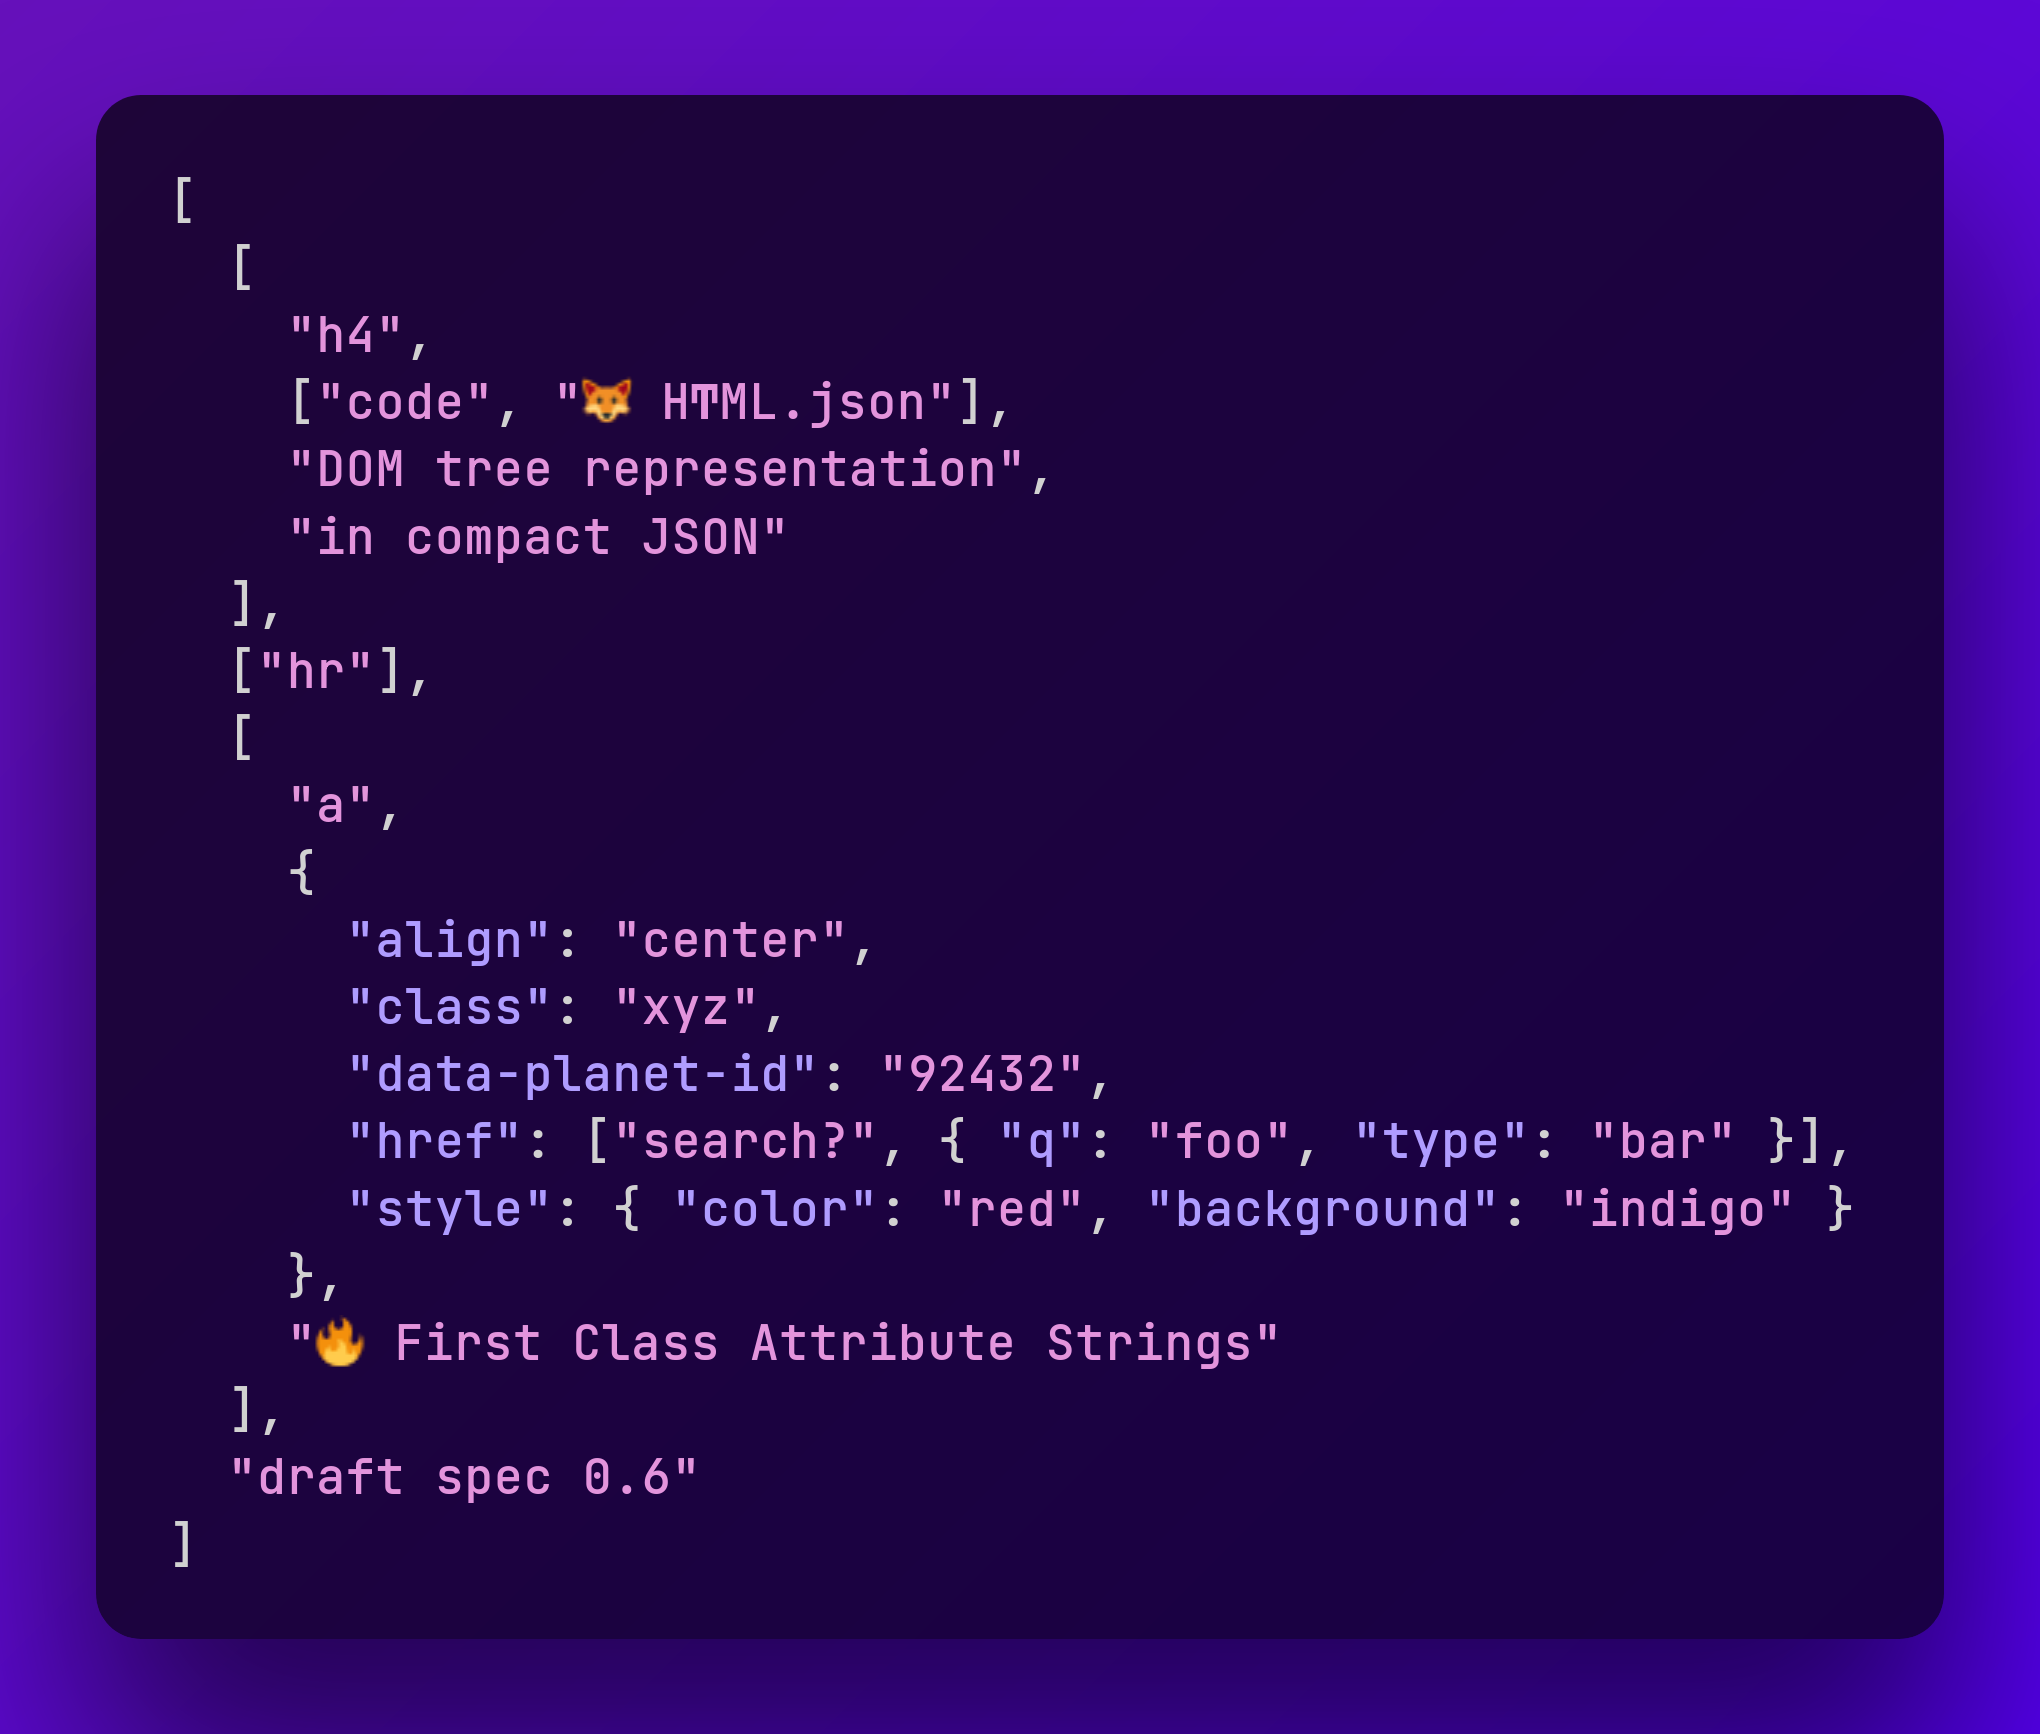 [
  [
    "h4",
    ["code", "🦊 HTML.json"],
    "DOM tree representation",
    "in compact JSON"
  ],
  ["hr"],
  [
    "a",
    {
      "align": "center",
      "class": "xyz",
      "data-planet-id": "92432",
      "href": ["search?", { "q": "foo", "type": "bar" }],
      "style": { "color": "red", "background": "indigo" }
    },
    "🔥 First Class Attribute Strings"
  ],
  "draft spec 0.6"
]